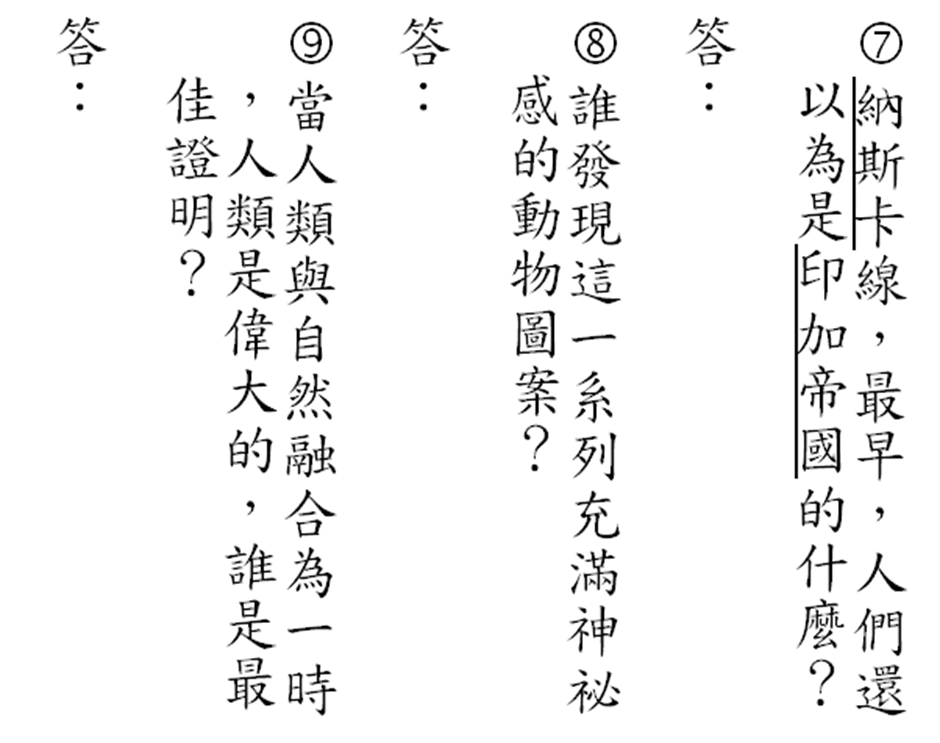 ⑦納斯卡線，最早，人們還
以為是印加帝國的什麼？
答：
⑧誰發現這一系列充滿神祕
感的動物圖案？
答：
⑨當人類與自然融合為一時
，人類是偉大的，誰是最
佳證明？
答：